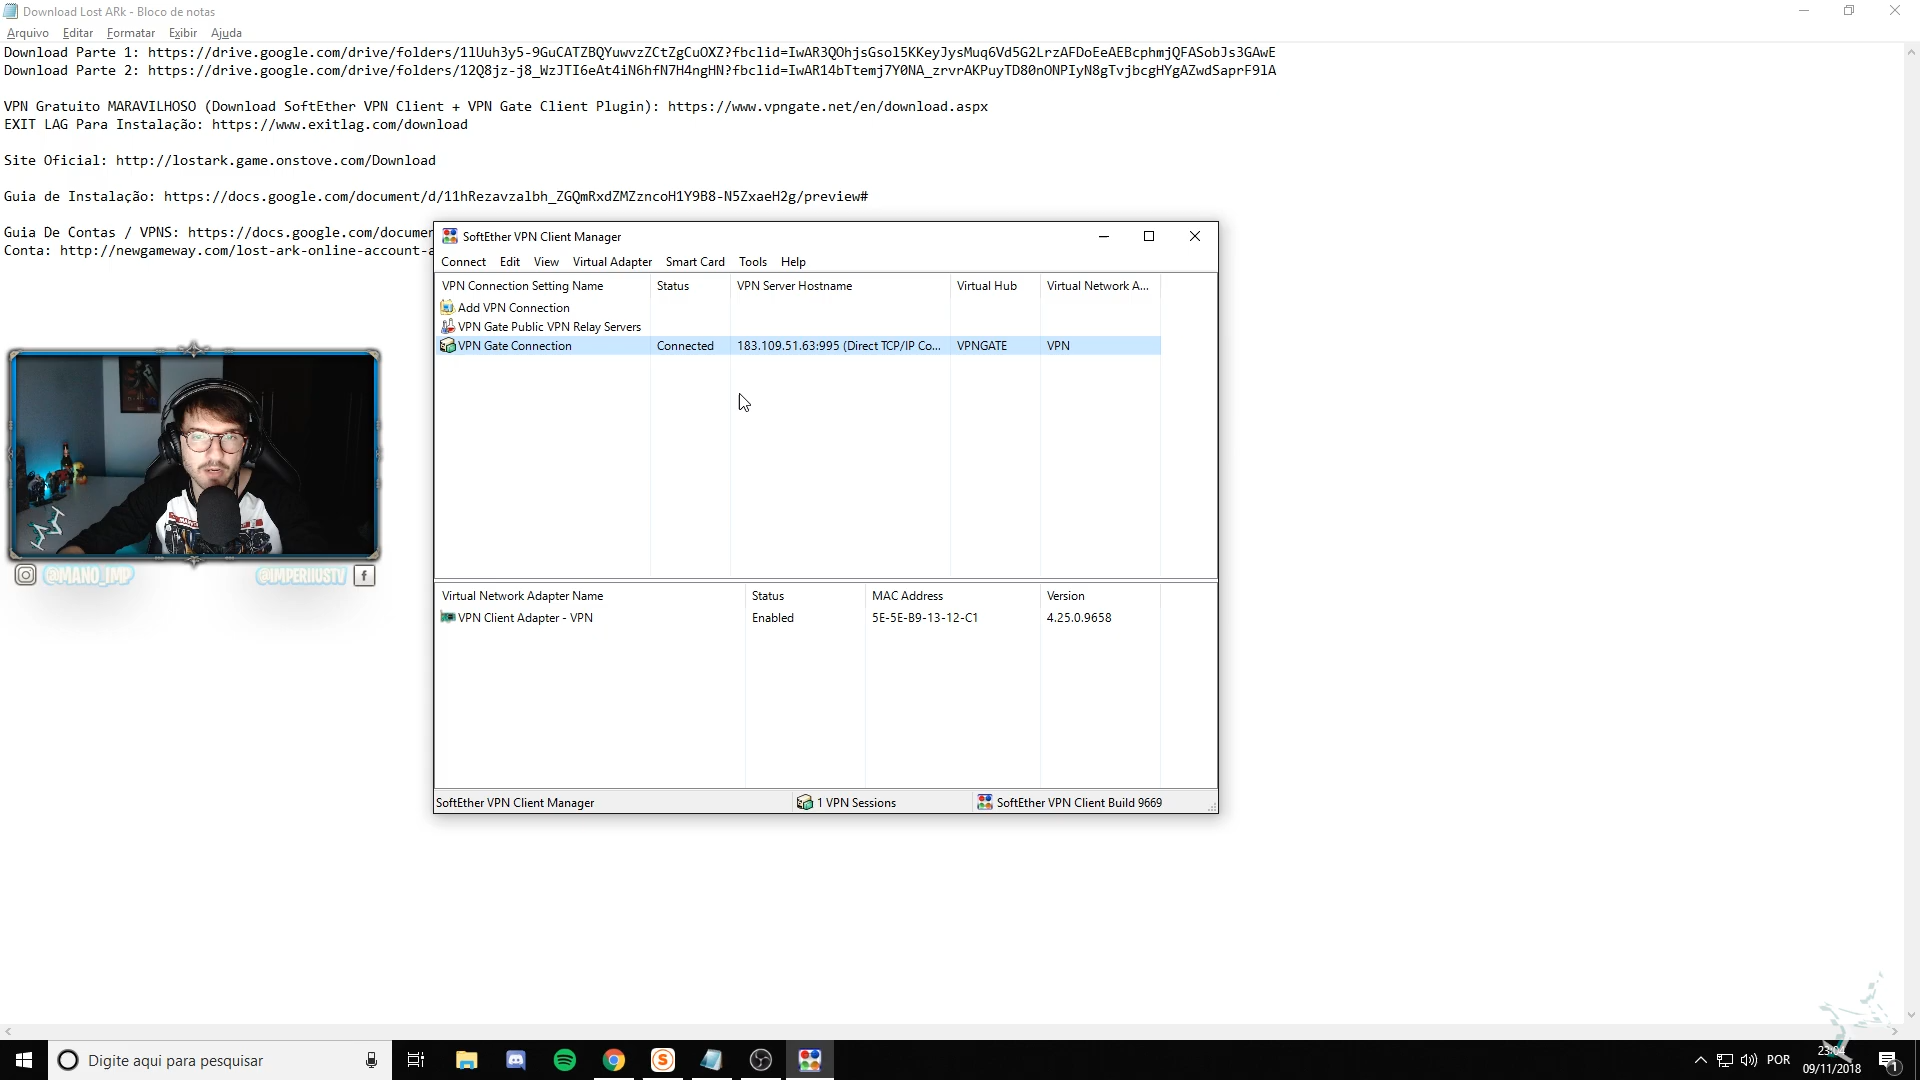 Download Lost ARk - Bloco de notas
Arquivo Editar Formatar Exibir Ajuda
Download Parte 1: https://drive.google.com/drive/folders/1lUuh3y5-9GuCATZBQYuwvzZCtZgCuOXZ?fbclid=IwAR3QOhjsGsol5KKeyJysMuq6Vd5G2LrzAFDoEeAEBcphmjQFASobJs3GAwE
Download Parte 2: https://drive.google.com/drive/folders/12Q8jz-j8_WzJTI6eAt4iN6hfN7H4ngHN?fbclid=IwAR14bTtemj7Y0NA_zrvrAKPuyTD80nONPIyN8gTvjbcgHYgAZwdSaprF9lA
VPN Gratuito MARAVILHOSO (Download SoftEther VPN Client + VPN Gate Client Plugin): https://www.vpngate.net/en/download.aspx
EXIT LAG Para Instalação: https://www.exitlag.com/download
Site Oficial: http://lostark.game.onstove.com/Download
Guia de Instalação: https://docs.google.com/document/d/11hRezavzalbh_ZGQmRxdZMZzncoH1Y9B8-N5ZxaeH2g/preview#
Guia De Contas / VPNS: https://docs.google.com/documen
Conta: http://newgameway.com/lost-ark-online-account-a
SoftEther VPN Client Manager
Connect Edit View Virtual Adapter Smart Card Tools Help
VPN Connection Setting Name Status VPN Server Hostname Virtual Hub Virtual Network A...
Add VPN Connection
VPN Gate Public VPN Relay Servers
VPN Gate Connection Connected 183.109.51.63:995 (Direct TCP/IP Co... VPNGATE VPN
Virtual Network Adapter Name Status MAC Address Version
VPN Client Adapter - VPN Enabled 5E-5E-B9-13-12-C1 4.25.0.9658
SoftEther VPN Client Manager 1 VPN Sessions SoftEther VPN Client Build 9669
@MANO_IMP @IMPERIIUSTV
Digite aqui para pesquisar
POR
23:04
09/11/2018
1